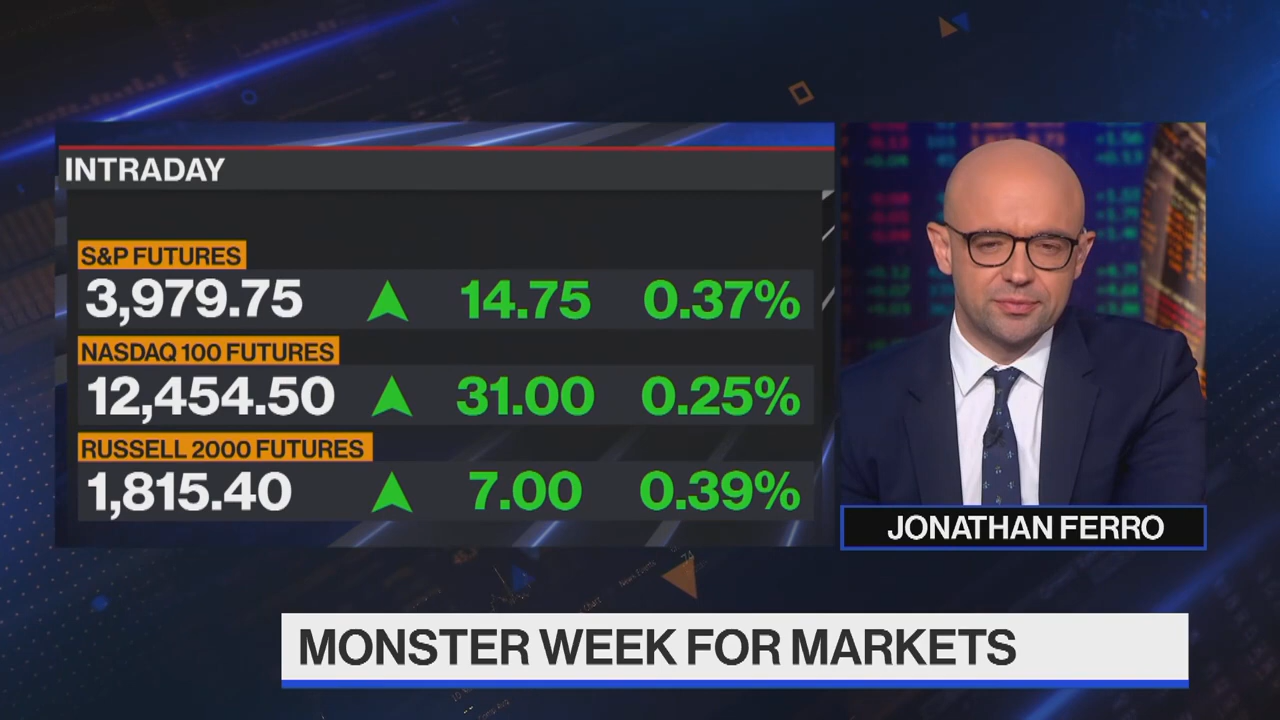 INTRADAY
S&P FUTURES
3,979.75 ▲ 14.75 0.37%
NASDAQ 100 FUTURES
12,454.50 ▲ 31.00 0.25%
RUSSELL 2000 FUTURES
1,815.40 ▲ 7.00 0.39%
JONATHAN FERRO
MONSTER WEEK FOR MARKETS